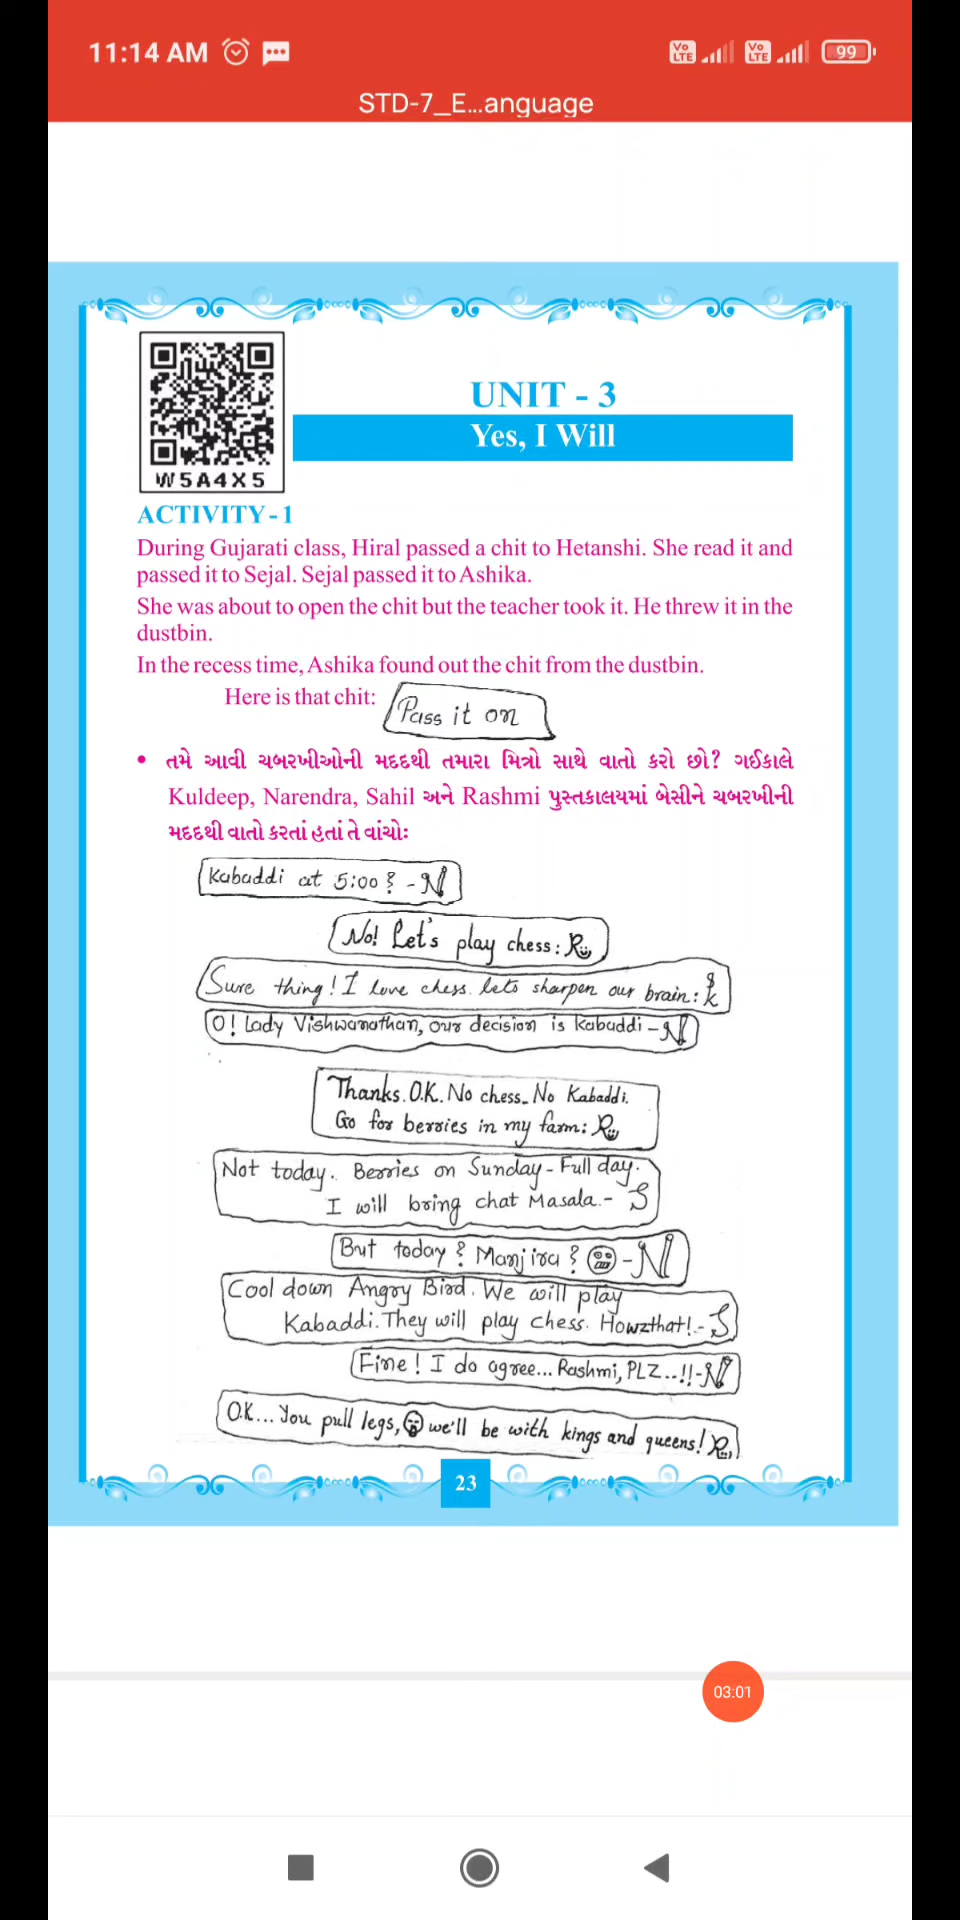 11:14 AM
Vo LTE Vo LTE 99
STD-7_E...anguage
UNIT - 3
Yes, I Will
W5A4X5
ACTIVITY - 1
During Gujarati class, Hiral passed a chit to Hetanshi. She read it and
passed it to Sejal. Sejal passed it to Ashika.
She was about to open the chit but the teacher took it. He threw it in the
dustbin.
In the recess time, Ashika found out the chit from the dustbin.
Here is that chit: Pass it on
• તમે આવી ચબરખીઓની મદદથી તમારા મિત્રો સાથે વાતો કરો છો? ગઈકાલે
Kuldeep, Narendra, Sahil અને Rashmi પુસ્તકાલયમાં બેસીને ચબરખીની
મદદથી વાતો કરતાં હતાં તે વાંચો:
Kabaddi at 5:00? - N
No! Let's play chess: R
Sure thing! I love chess. lets sharpen our brain: k
O! Lady Vishwanathan, our decision is kabaddi - N
Thanks. O.K. No chess. No Kabaddi.
Go for berries in my farm: R
Not today. Berries on Sunday - Full day.
I will bring chat Masala. - S
But today? Manjira? - N
Cool down Angry Bird. We will play
Kabaddi. They will play chess. Howzthat! - S
Fine! I do agree... Rashmi, PLZ...!! - N
O.K... You pull legs, we'll be with kings and queens! R
23
03:01